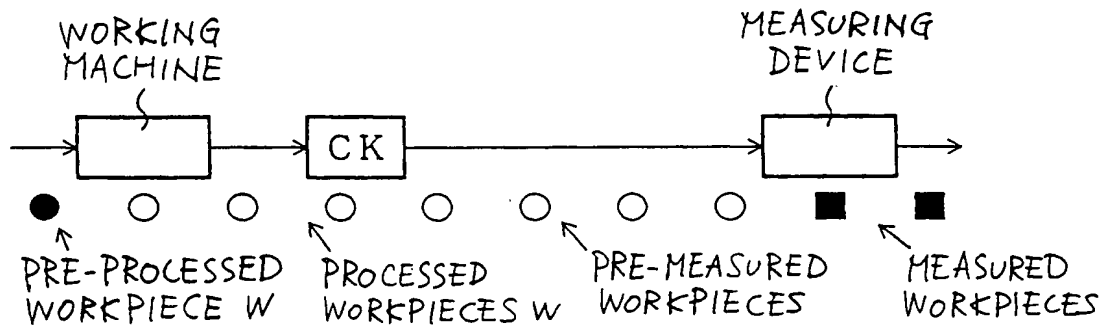 WORKING
MACHINE
MEASURING
DEVICE
CK
PRE-PROCESSED
WORKPIECE W
PROCESSED
WORKPIECES W
PRE-MEASURED
WORKPIECES
MEASURED
WORKPIECES